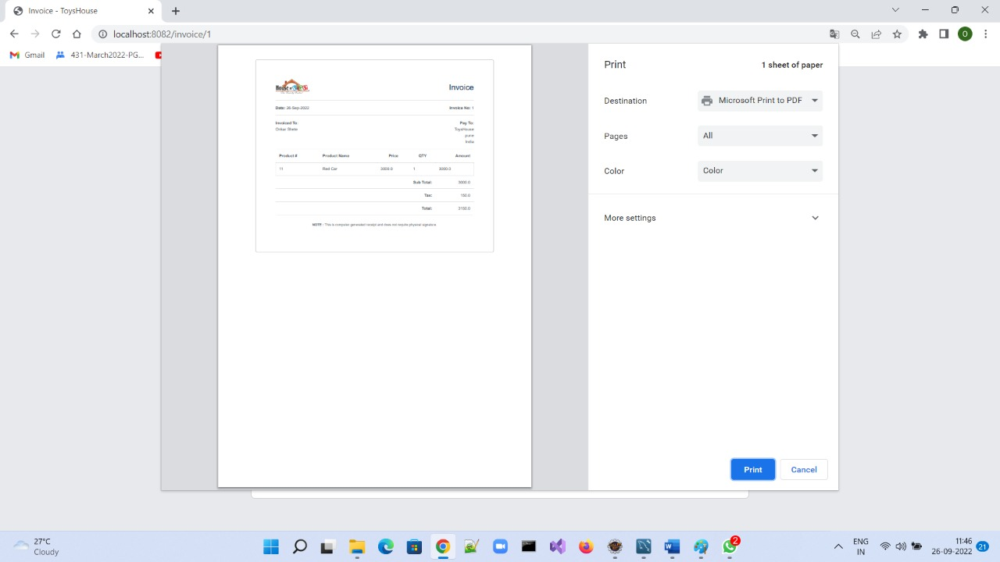 Invoice - ToysHouse
localhost:8082/invoice/1
O
Gmail
431-March2022-PG...
Print
1 sheet of paper
Destination
Microsoft Print to PDF
Pages
All
Color
Color
More settings
Print
Cancel
House of
Invoice
Date: 26-Sep-2022
Invoice No: 1
Invoiced To:
Pay To:
ToysHouse
pune
India
Product # Product Name Price QTY Amount
11 Red Car 3000.0 1 3000.0
Sub Total: 3000.0
Tax: 150.0
Total: 3150.0
NOTE : This is computer generated receipt and does not require physical signature.
27°C
oudy
2
ENG
IN
11:46
26-09-2022
21